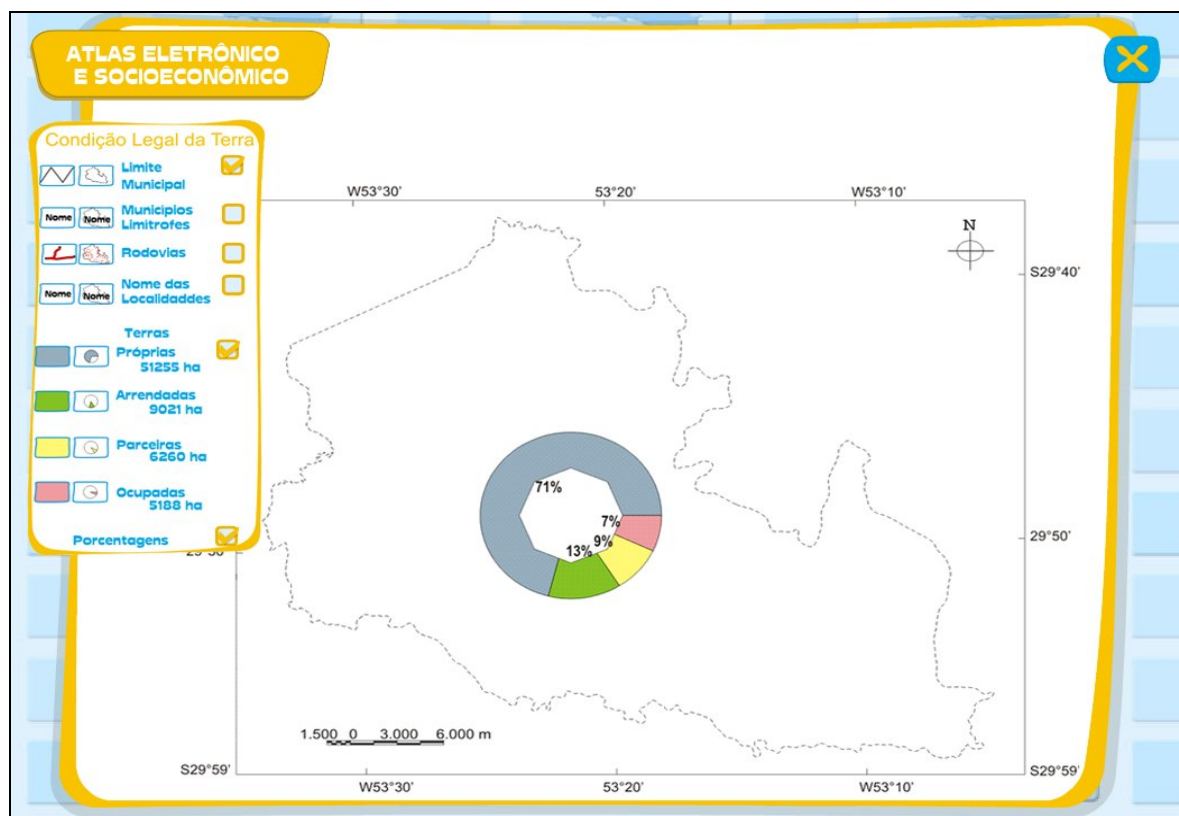 ATLAS ELETRÔNICO
E SOCIOECONÔMICO
Condição Legal da Terra
Limite
Municipal
Nome Nome Municípios
Limítrofes
Rodovias
Nome Nome Nome das
Localidaddes
Terras
Próprias
51255 ha
Arrendadas
9021 ha
Parceiras
6260 ha
Ocupadas
5188 ha
Porcentagens
W53°30' 53°20' W53°10'
N
S29°40'
71%
7%
9%
13%
29°50'
1.500 0 3.000 6.000 m
S29°59' S29°59'
W53°30' 53°20' W53°10'